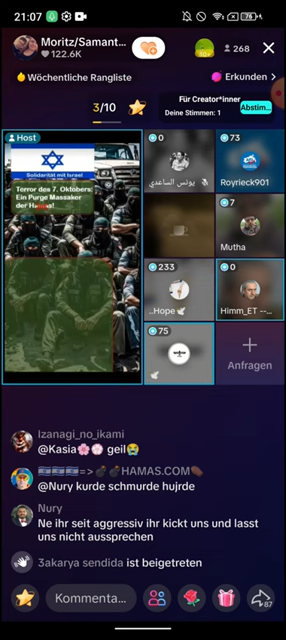 21:07
76
Moritz/Samant...
122.6K
30+
268
Wöchentliche Rangliste
Erkunden >
3/10
Für Creator*innen
Deine Stimmen: 1
Abstim...
Host
Solidarität mit Israel
Terror des 7. Oktobers:
Ein Purge Massaker
der Hamas!
0
يونس الساعدي
73
Royrieck901
7
Mutha
233
..Hope🕊
0
Himm_ET --...
75
🕊
+
Anfragen
Izanagi_no_ikami
@Kasia🌸💮 geil😭
🇮🇱🇮🇱🇮🇱=>💣💣HAMAS.COM⚰️
@Nury kurde schmurde hujrde
Nury
Ne ihr seit aggressiv ihr kickt uns und lasst
uns nicht aussprechen
3akarya sendida ist beigetreten
Kommenta...
87